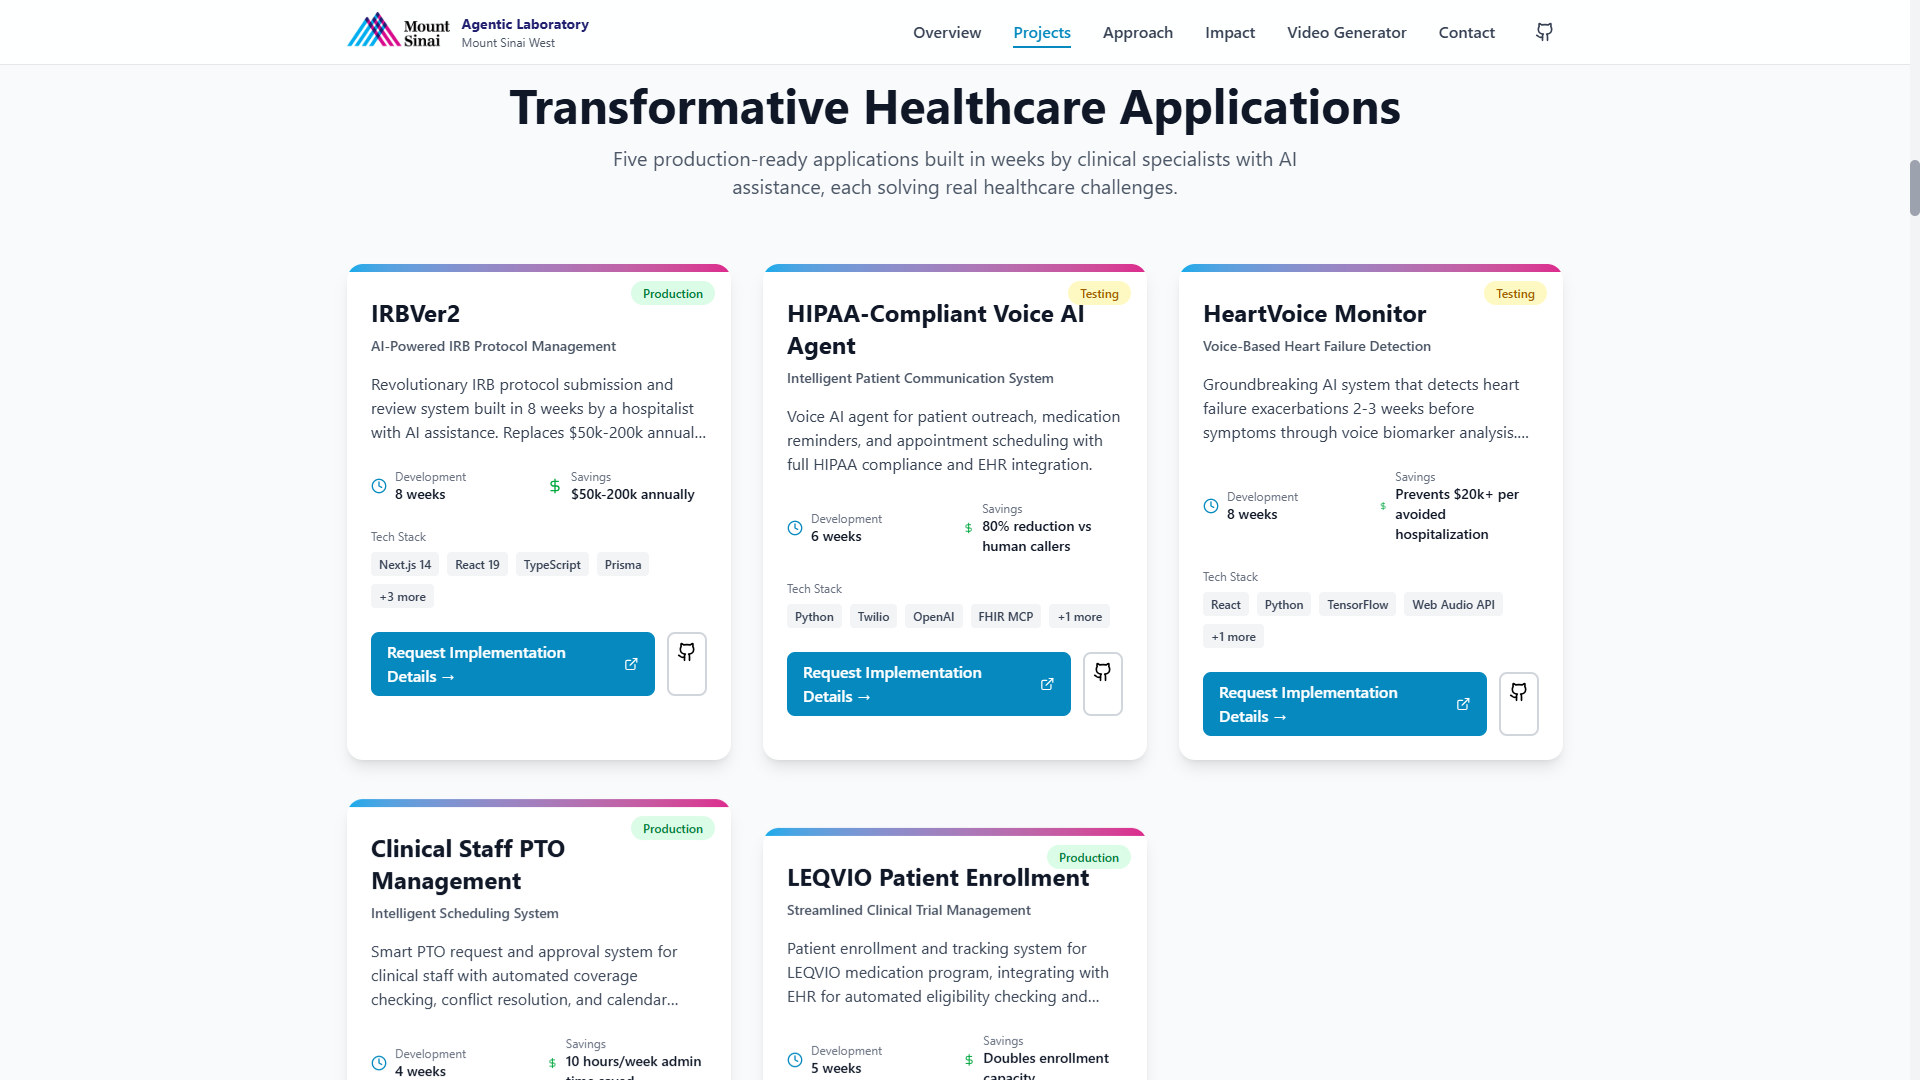 Mount
Sinai
Agentic Laboratory
Mount Sinai West
Overview
Projects
Approach
Impact
Video Generator
Contact
Transformative Healthcare Applications
Five production-ready applications built in weeks by clinical specialists with AI
assistance, each solving real healthcare challenges.
Production
IRBVer2
AI-Powered IRB Protocol Management
Revolutionary IRB protocol submission and
review system built in 8 weeks by a hospitalist
with AI assistance. Replaces $50k-200k annual...
Development
8 weeks
Savings
$50k-200k annually
Tech Stack
Next.js 14
React 19
TypeScript
Prisma
+3 more
Request Implementation
Details →
Testing
HIPAA-Compliant Voice AI
Agent
Intelligent Patient Communication System
Voice AI agent for patient outreach, medication
reminders, and appointment scheduling with
full HIPAA compliance and EHR integration.
Development
6 weeks
Savings
80% reduction vs
human callers
Tech Stack
Python
Twilio
OpenAI
FHIR MCP
+1 more
Request Implementation
Details →
Testing
HeartVoice Monitor
Voice-Based Heart Failure Detection
Groundbreaking AI system that detects heart
failure exacerbations 2-3 weeks before
symptoms through voice biomarker analysis....
Development
8 weeks
Savings
Prevents $20k+ per
avoided
hospitalization
Tech Stack
React
Python
TensorFlow
Web Audio API
+1 more
Request Implementation
Details →
Production
Clinical Staff PTO
Management
Intelligent Scheduling System
Smart PTO request and approval system for
clinical staff with automated coverage
checking, conflict resolution, and calendar...
Development
4 weeks
Savings
10 hours/week admin
time saved
Production
LEQVIO Patient Enrollment
Streamlined Clinical Trial Management
Patient enrollment and tracking system for
LEQVIO medication program, integrating with
EHR for automated eligibility checking and...
Development
5 weeks
Savings
Doubles enrollment
capacity